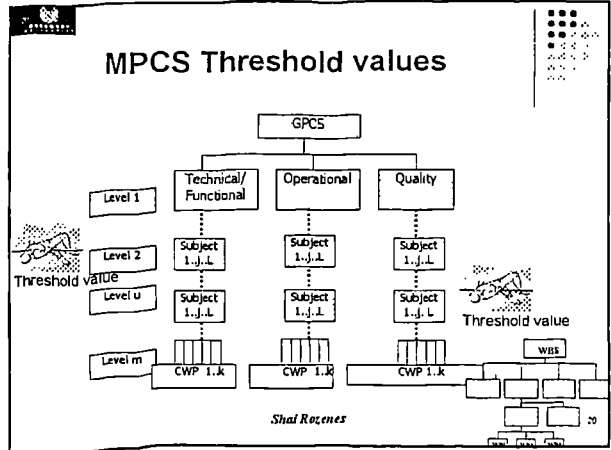 MPCS Threshold values
GPCS
Technical/
Functional
Operational
Quality
Level 1
Level 2
Subject
1..j..L
Subject
1..j..L
Subject
1..j..L
Threshold value
Level u
Subject
1..j..L
Subject
1..j..L
Subject
1..j..L
Threshold value
Level m
CWP 1..k
CWP 1..k
CWP 1..k
WBS
Shai Rozenes
20